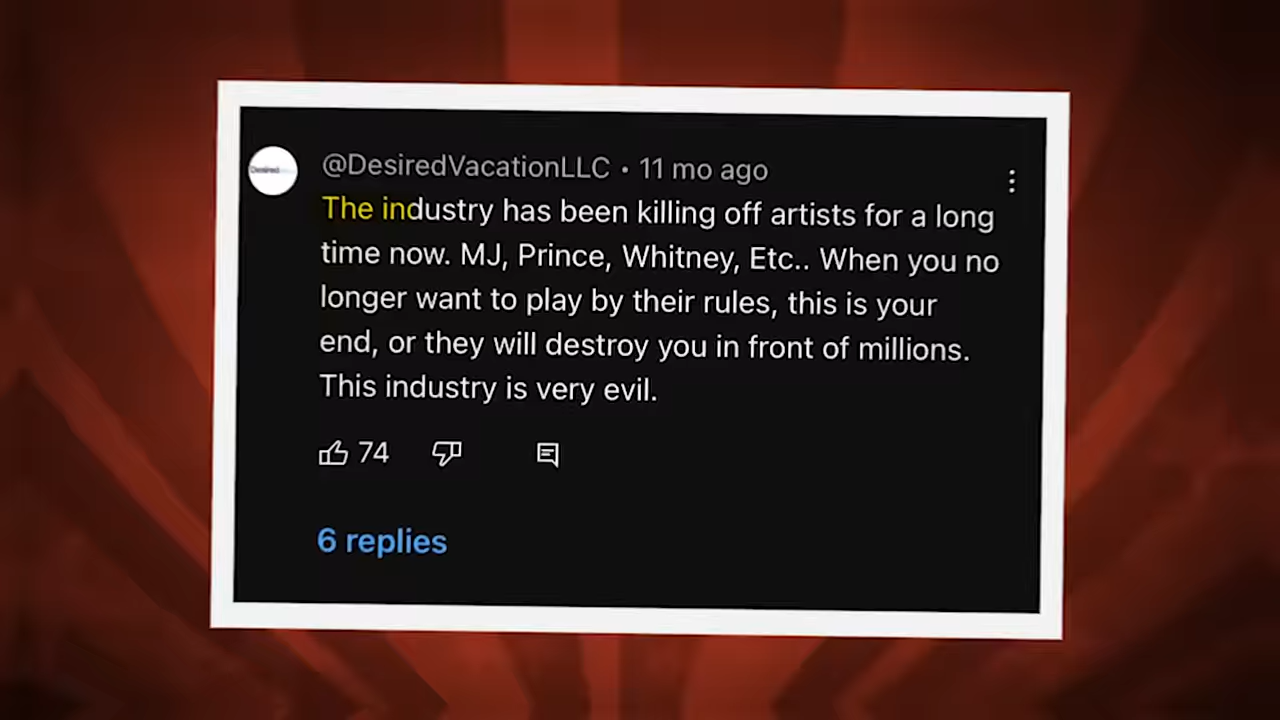 Desired
@DesiredVacationLLC • 11 mo ago
The industry has been killing off artists for a long
time now. MJ, Prince, Whitney, Etc.. When you no
longer want to play by their rules, this is your
end, or they will destroy you in front of millions.
This industry is very evil.
74
6 replies